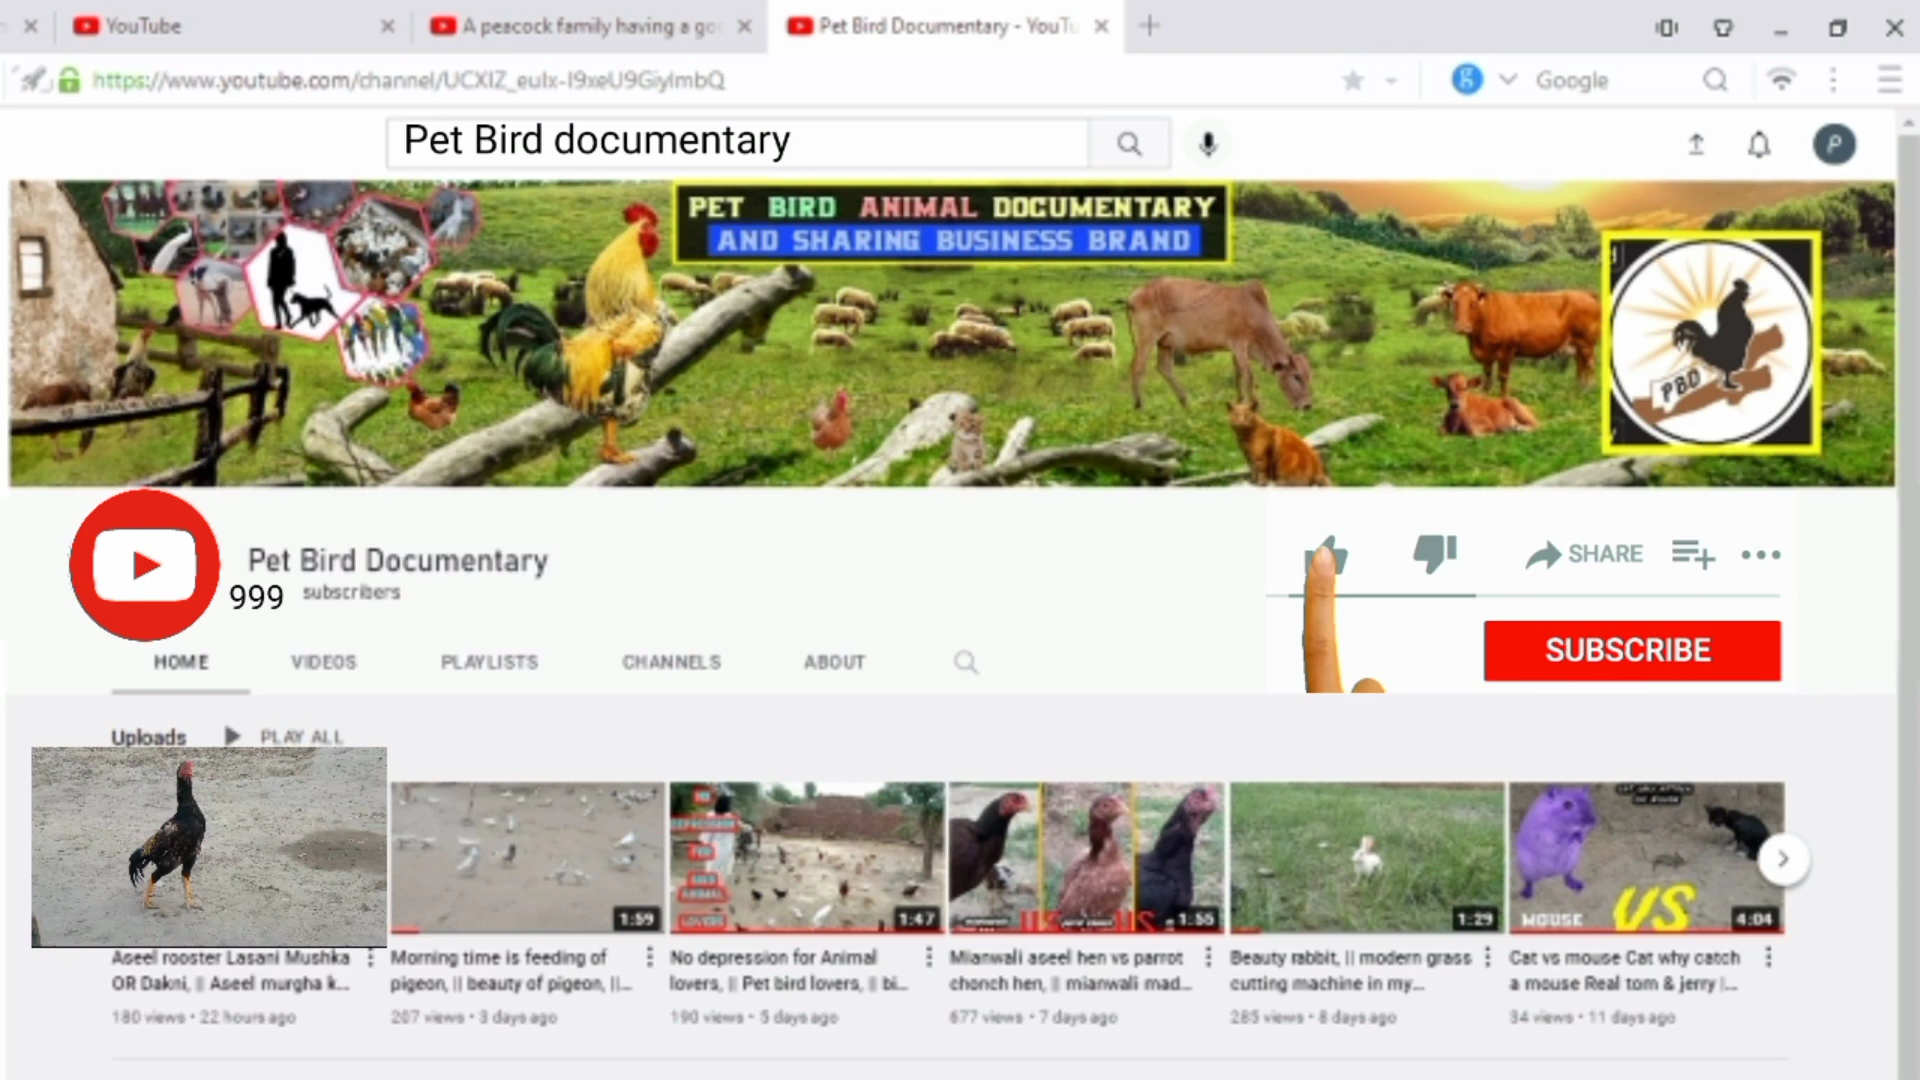 YouTube
A peacock family having a go
Pet Bird Documentary - YouTu
https://www.youtube.com/channel/UCXIZ_eulx-I9xeU9GiylmbQ
Google
Pet Bird documentary
P
PET BIRD ANIMAL DOCUMENTARY
AND SHARING BUSINESS BRAND
PBD
Pet Bird Documentary
999 subscribers
SHARE
SUBSCRIBE
HOME VIDEOS PLAYLISTS CHANNELS ABOUT
Uploads PLAY ALL
NO
DEPRESSION
FOR
BIRD
ANIMAL
LOVERS
MOUSE
VS
1:59
1:47
1:55
1:29
4:04
Aseel rooster Lasani Mushka
OR Dakni, || Aseel murgha k...
180 views • 22 hours ago
Morning time is feeding of
pigeon, || beauty of pigeon, ||...
207 views • 3 days ago
No depression for Animal
lovers, || Pet bird lovers, || bi...
190 views • 5 days ago
Mianwali aseel hen vs parrot
chonch hen, || mianwali mad...
677 views • 7 days ago
Beauty rabbit, || modern grass
cutting machine in my...
285 views • 8 days ago
Cat vs mouse Cat why catch
a mouse Real tom & jerry |...
34 views • 11 days ago